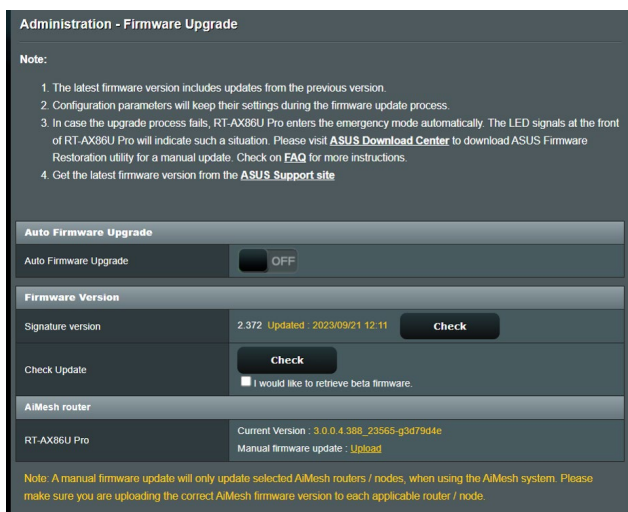 Administration - Firmware Upgrade
Note:
1. The latest firmware version includes updates from the previous version.
2. Configuration parameters will keep their settings during the firmware update process.
3. In case the upgrade process fails, RT-AX86U Pro enters the emergency mode automatically. The LED signals at the front
of RT-AX86U Pro will indicate such a situation. Please visit ASUS Download Center to download ASUS Firmware
Restoration utility for a manual update. Check on FAQ for more instructions.
4. Get the latest firmware version from the ASUS Support site
Auto Firmware Upgrade
Auto Firmware Upgrade OFF
Firmware Version
Signature version 2.372 Updated : 2023/09/21 12:11 Check
Check Update Check
I would like to retrieve beta firmware.
AiMesh router
RT-AX86U Pro Current Version : 3.0.0.4.388_23565-g3d79d4e
Manual firmware update : Upload
Note: A manual firmware update will only update selected AiMesh routers / nodes, when using the AiMesh system. Please
make sure you are uploading the correct AiMesh firmware version to each applicable router / node.